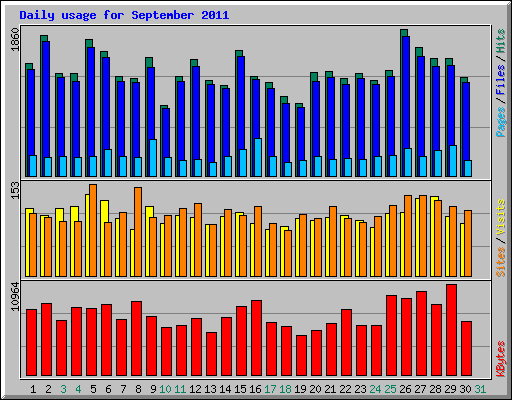 Daily usage for September 2011
1860
Pages / Files / Hits
153
Sites / Visits
10964
KBytes
1 2 3 4 5 6 7 8 9 10 11 12 13 14 15 16 17 18 19 20 21 22 23 24 25 26 27 28 29 30 31